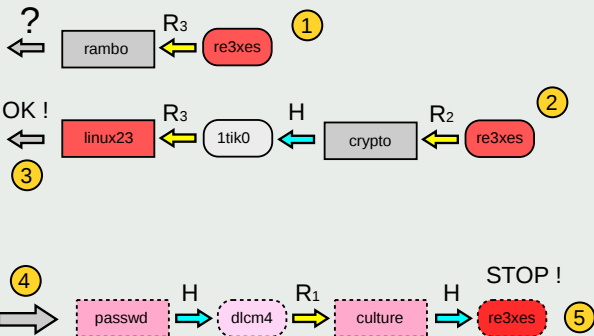 ? R3 1
rambo re3xes
OK ! R3 H R2 2
linux23 1tik0 crypto re3xes
3
STOP !
4 H R1 H
passwd dlcm4 culture re3xes 5